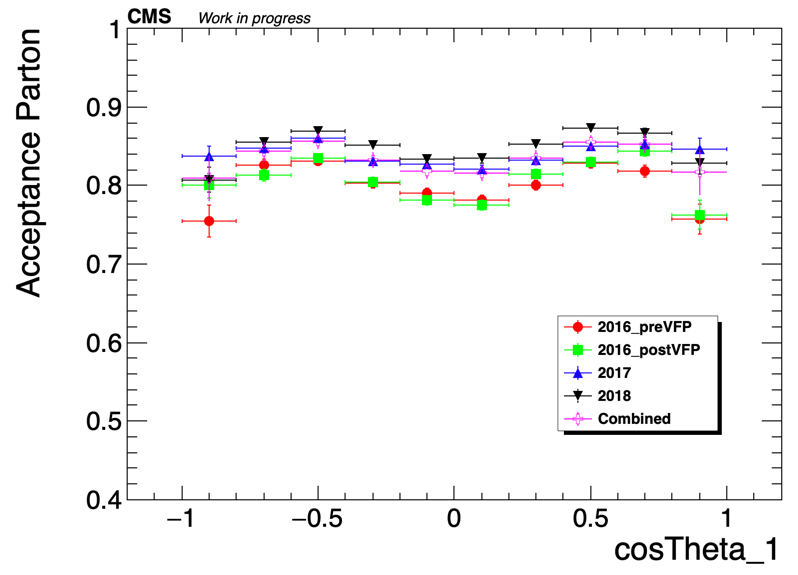 CMS Work in progress
Acceptance Parton
1
0.9
0.8
0.7
0.6
0.5
0.4
2016_preVFP
2016_postVFP
2017
2018
Combined
−1 −0.5 0 0.5 1
cosTheta_1